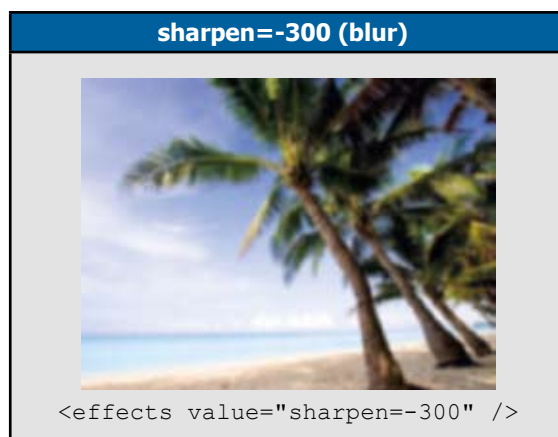 sharpen=-300 (blur)
<effects value="sharpen=-300" />